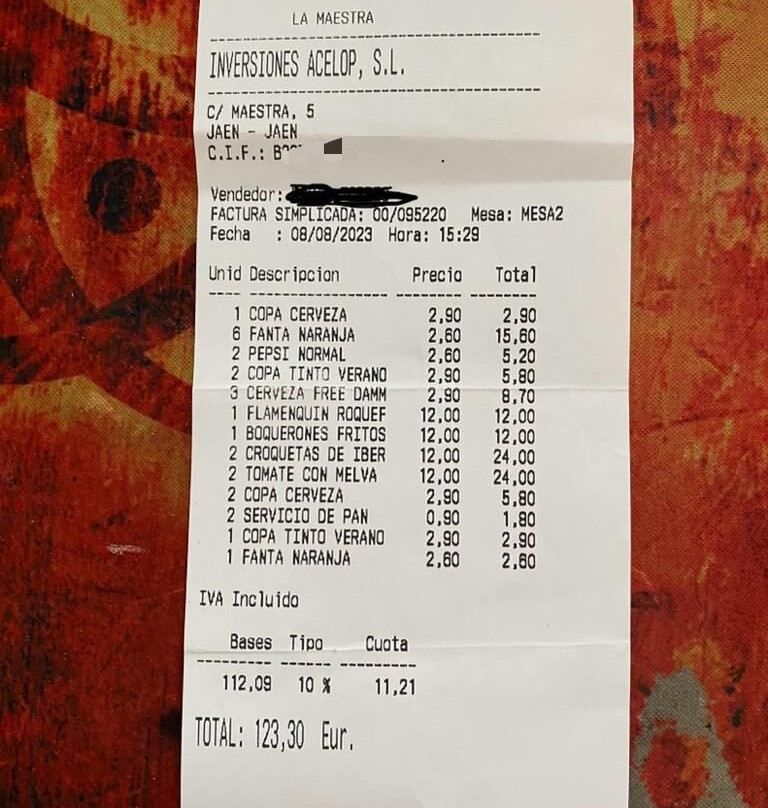 LA MAESTRA
INVERSIONES ACELOP, S.L.
C/ MAESTRA, 5
JAEN - JAEN
C.I.F.:
Vendedor:
FACTURA SIMPLICADA: 00/095220 Mesa: MESA2
Fecha : 08/08/2023 Hora: 15:29
Unid Descripcion Precio Total
1 COPA CERVEZA 2,90 2,90
6 FANTA NARANJA 2,60 15,60
2 PEPSI NORMAL 2,60 5,20
2 COPA TINTO VERANO 2,90 5,80
3 CERVEZA FREE DAMM 2,90 8,70
1 FLAMENQUIN ROQUEF 12,00 12,00
1 BOQUERONES FRITOS 12,00 12,00
2 CROQUETAS DE IBER 12,00 24,00
2 TOMATE CON MELVA 12,00 24,00
2 COPA CERVEZA 2,90 5,80
2 SERVICIO DE PAN 0,90 1,80
1 COPA TINTO VERANO 2,90 2,90
1 FANTA NARANJA 2,60 2,60
IVA Incluido
Bases Tipo Cuota
112,09 10 % 11,21
TOTAL: 123,30 Eur.